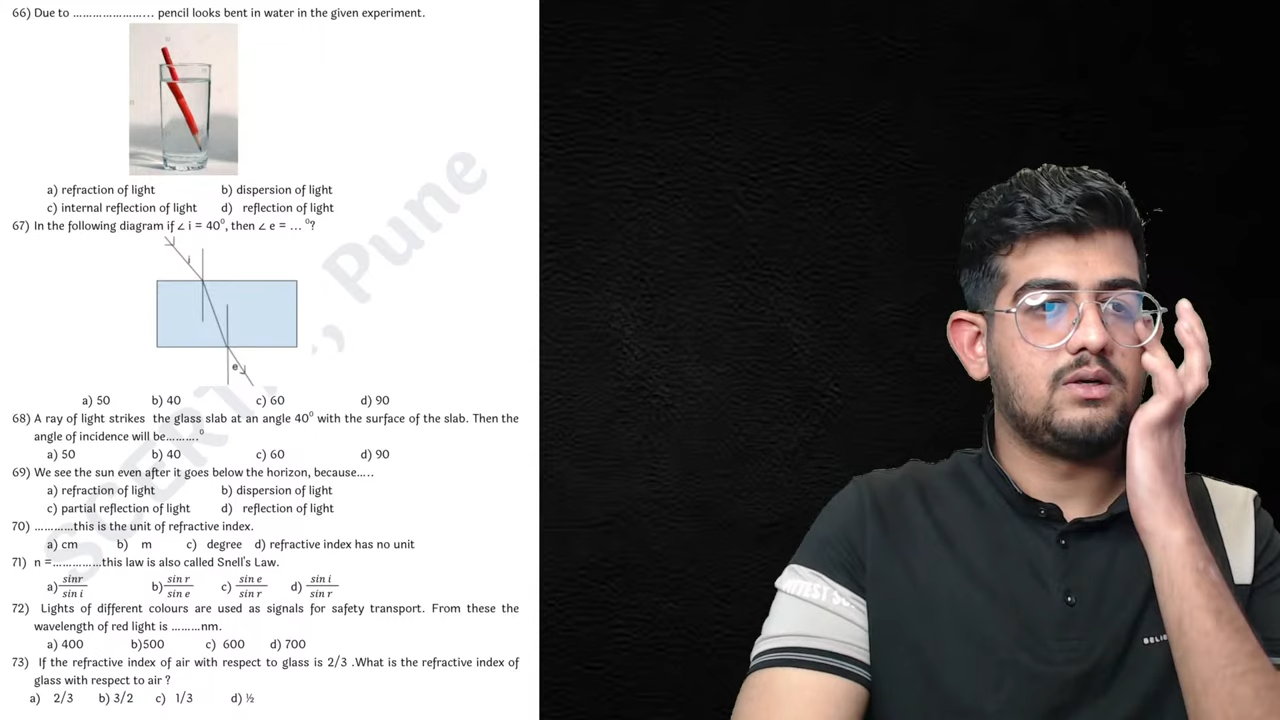 66) Due to ........................ pencil looks bent in water in the given experiment.
a) refraction of light b) dispersion of light
c) internal reflection of light d) reflection of light
67) In the following diagram if ∠ i = 40⁰, then ∠ e = ... ⁰?
i
e
a) 50 b) 40 c) 60 d) 90
68) A ray of light strikes the glass slab at an angle 40⁰ with the surface of the slab. Then the
angle of incidence will be..........⁰
a) 50 b) 40 c) 60 d) 90
69) We see the sun even after it goes below the horizon, because.....
a) refraction of light b) dispersion of light
c) partial reflection of light d) reflection of light
70) ............this is the unit of refractive index.
a) cm b) m c) degree d) refractive index has no unit
71) n =...............this law is also called Snell's Law.
a) sinr/sin i b) sin r/sin e c) sin e/sin r d) sin i/sin r
72) Lights of different colours are used as signals for safety transport. From these the
wavelength of red light is .........nm.
a) 400 b)500 c) 600 d) 700
73) If the refractive index of air with respect to glass is 2/3 .What is the refractive index of
glass with respect to air ?
a) 2/3 b) 3/2 c) 1/3 d) ½
, Pune